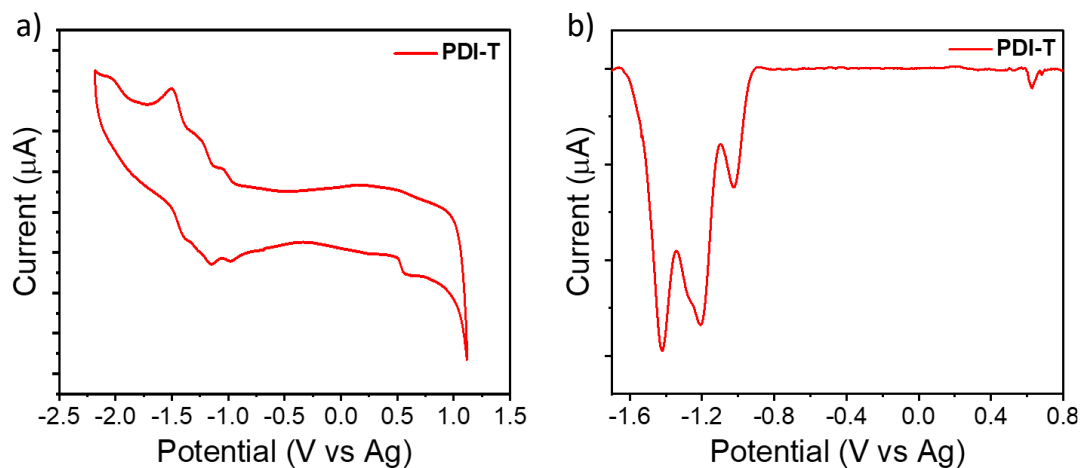 a)
PDI-T
Current (μA)
-2.5 -2.0 -1.5 -1.0 -0.5 0.0 0.5 1.0 1.5
Potential (V vs Ag)
b)
PDI-T
Current (μA)
-1.6 -1.2 -0.8 -0.4 0.0 0.4 0.8
Potential (V vs Ag)